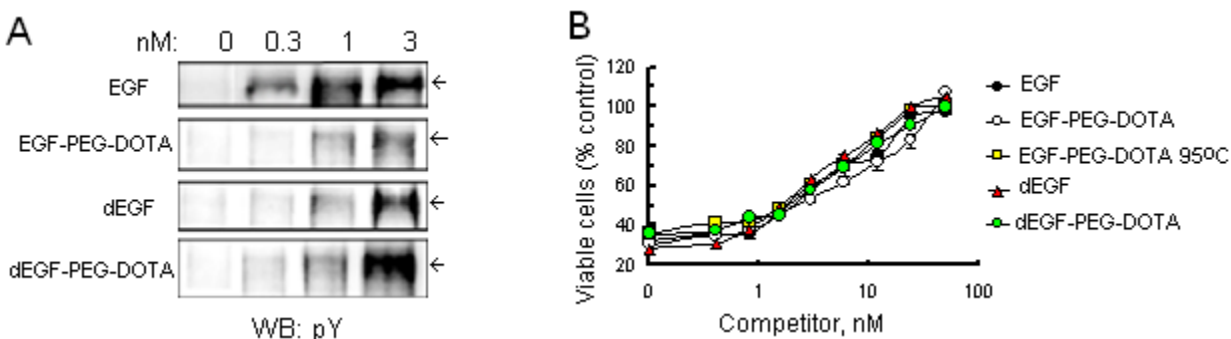 A
nM: 0 0.3 1 3
EGF
EGF-PEG-DOTA
dEGF
dEGF-PEG-DOTA
WB: pY
B
Viable cells (% control)
120
100
80
60
40
20
0 1 10 100
Competitor, nM
EGF
EGF-PEG-DOTA
EGF-PEG-DOTA 95ºC
dEGF
dEGF-PEG-DOTA